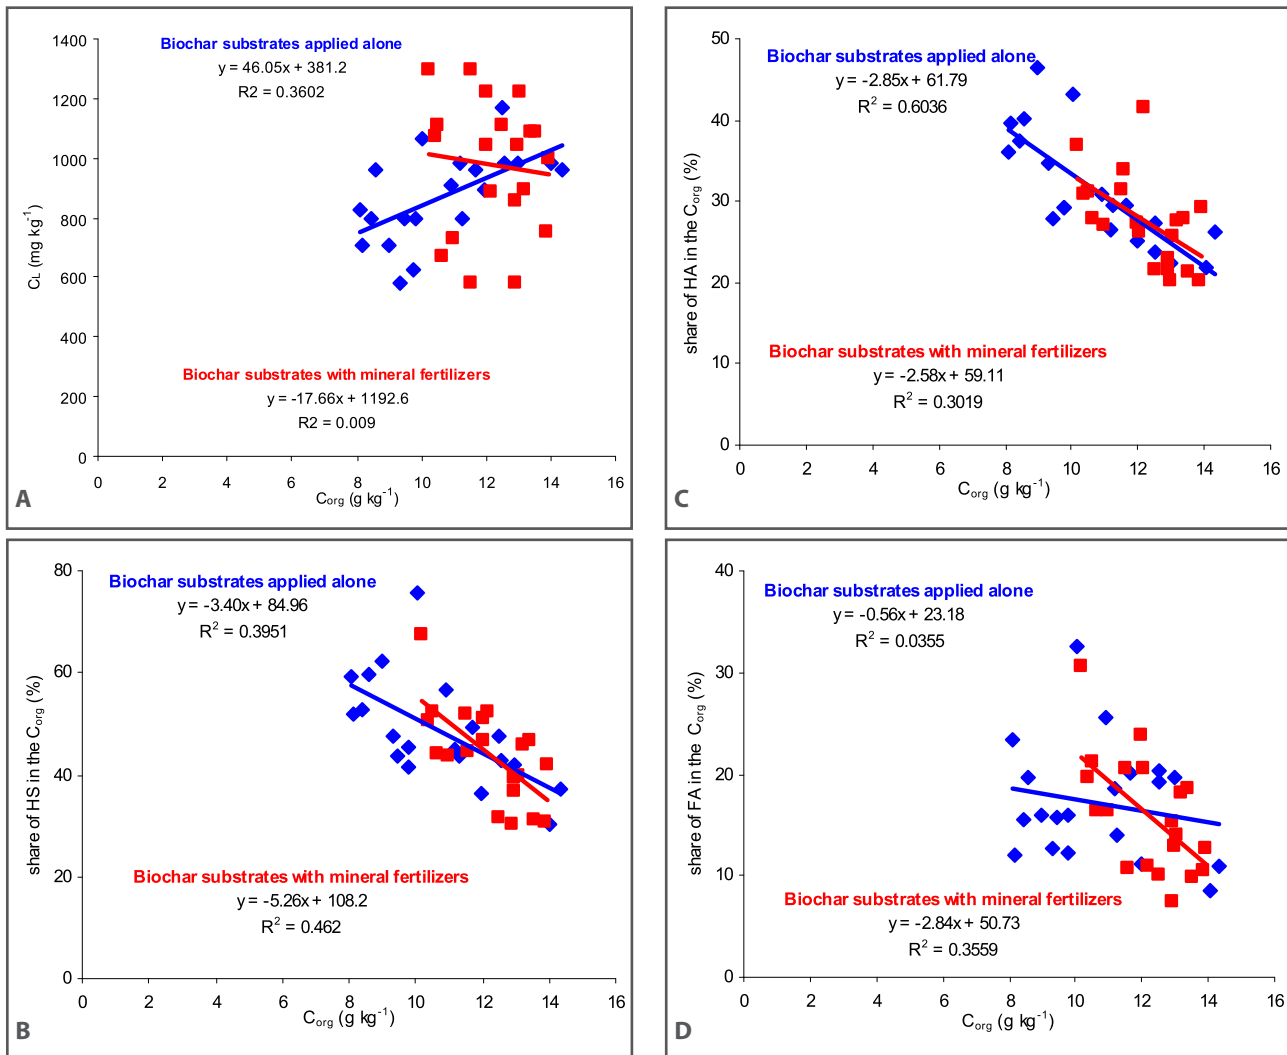 1400
1200
1000
800
600
400
200
0
CL (mg kg-1)
Biochar substrates applied alone
y = 46.05x + 381.2
R2 = 0.3602
Biochar substrates with mineral fertilizers
y = -17.66x + 1192.6
R2 = 0.009
0 2 4 6 8 10 12 14 16
Corg (g kg-1)
A
50
40
30
20
10
0
share of HA in the Corg (%)
Biochar substrates applied alone
y = -2.85x + 61.79
R2 = 0.6036
Biochar substrates with mineral fertilizers
y = -2.58x + 59.11
R2 = 0.3019
0 2 4 6 8 10 12 14 16
Corg (g kg-1)
C
80
60
40
20
0
share of HS in the Corg (%)
Biochar substrates applied alone
y = -3.40x + 84.96
R2 = 0.3951
Biochar substrates with mineral fertilizers
y = -5.26x + 108.2
R2 = 0.462
0 2 4 6 8 10 12 14 16
Corg (g kg-1)
B
40
30
20
10
0
share of FA in the Corg (%)
Biochar substrates applied alone
y = -0.56x + 23.18
R2 = 0.0355
Biochar substrates with mineral fertilizers
y = -2.84x + 50.73
R2 = 0.3559
0 2 4 6 8 10 12 14 16
Corg (g kg-1)
D